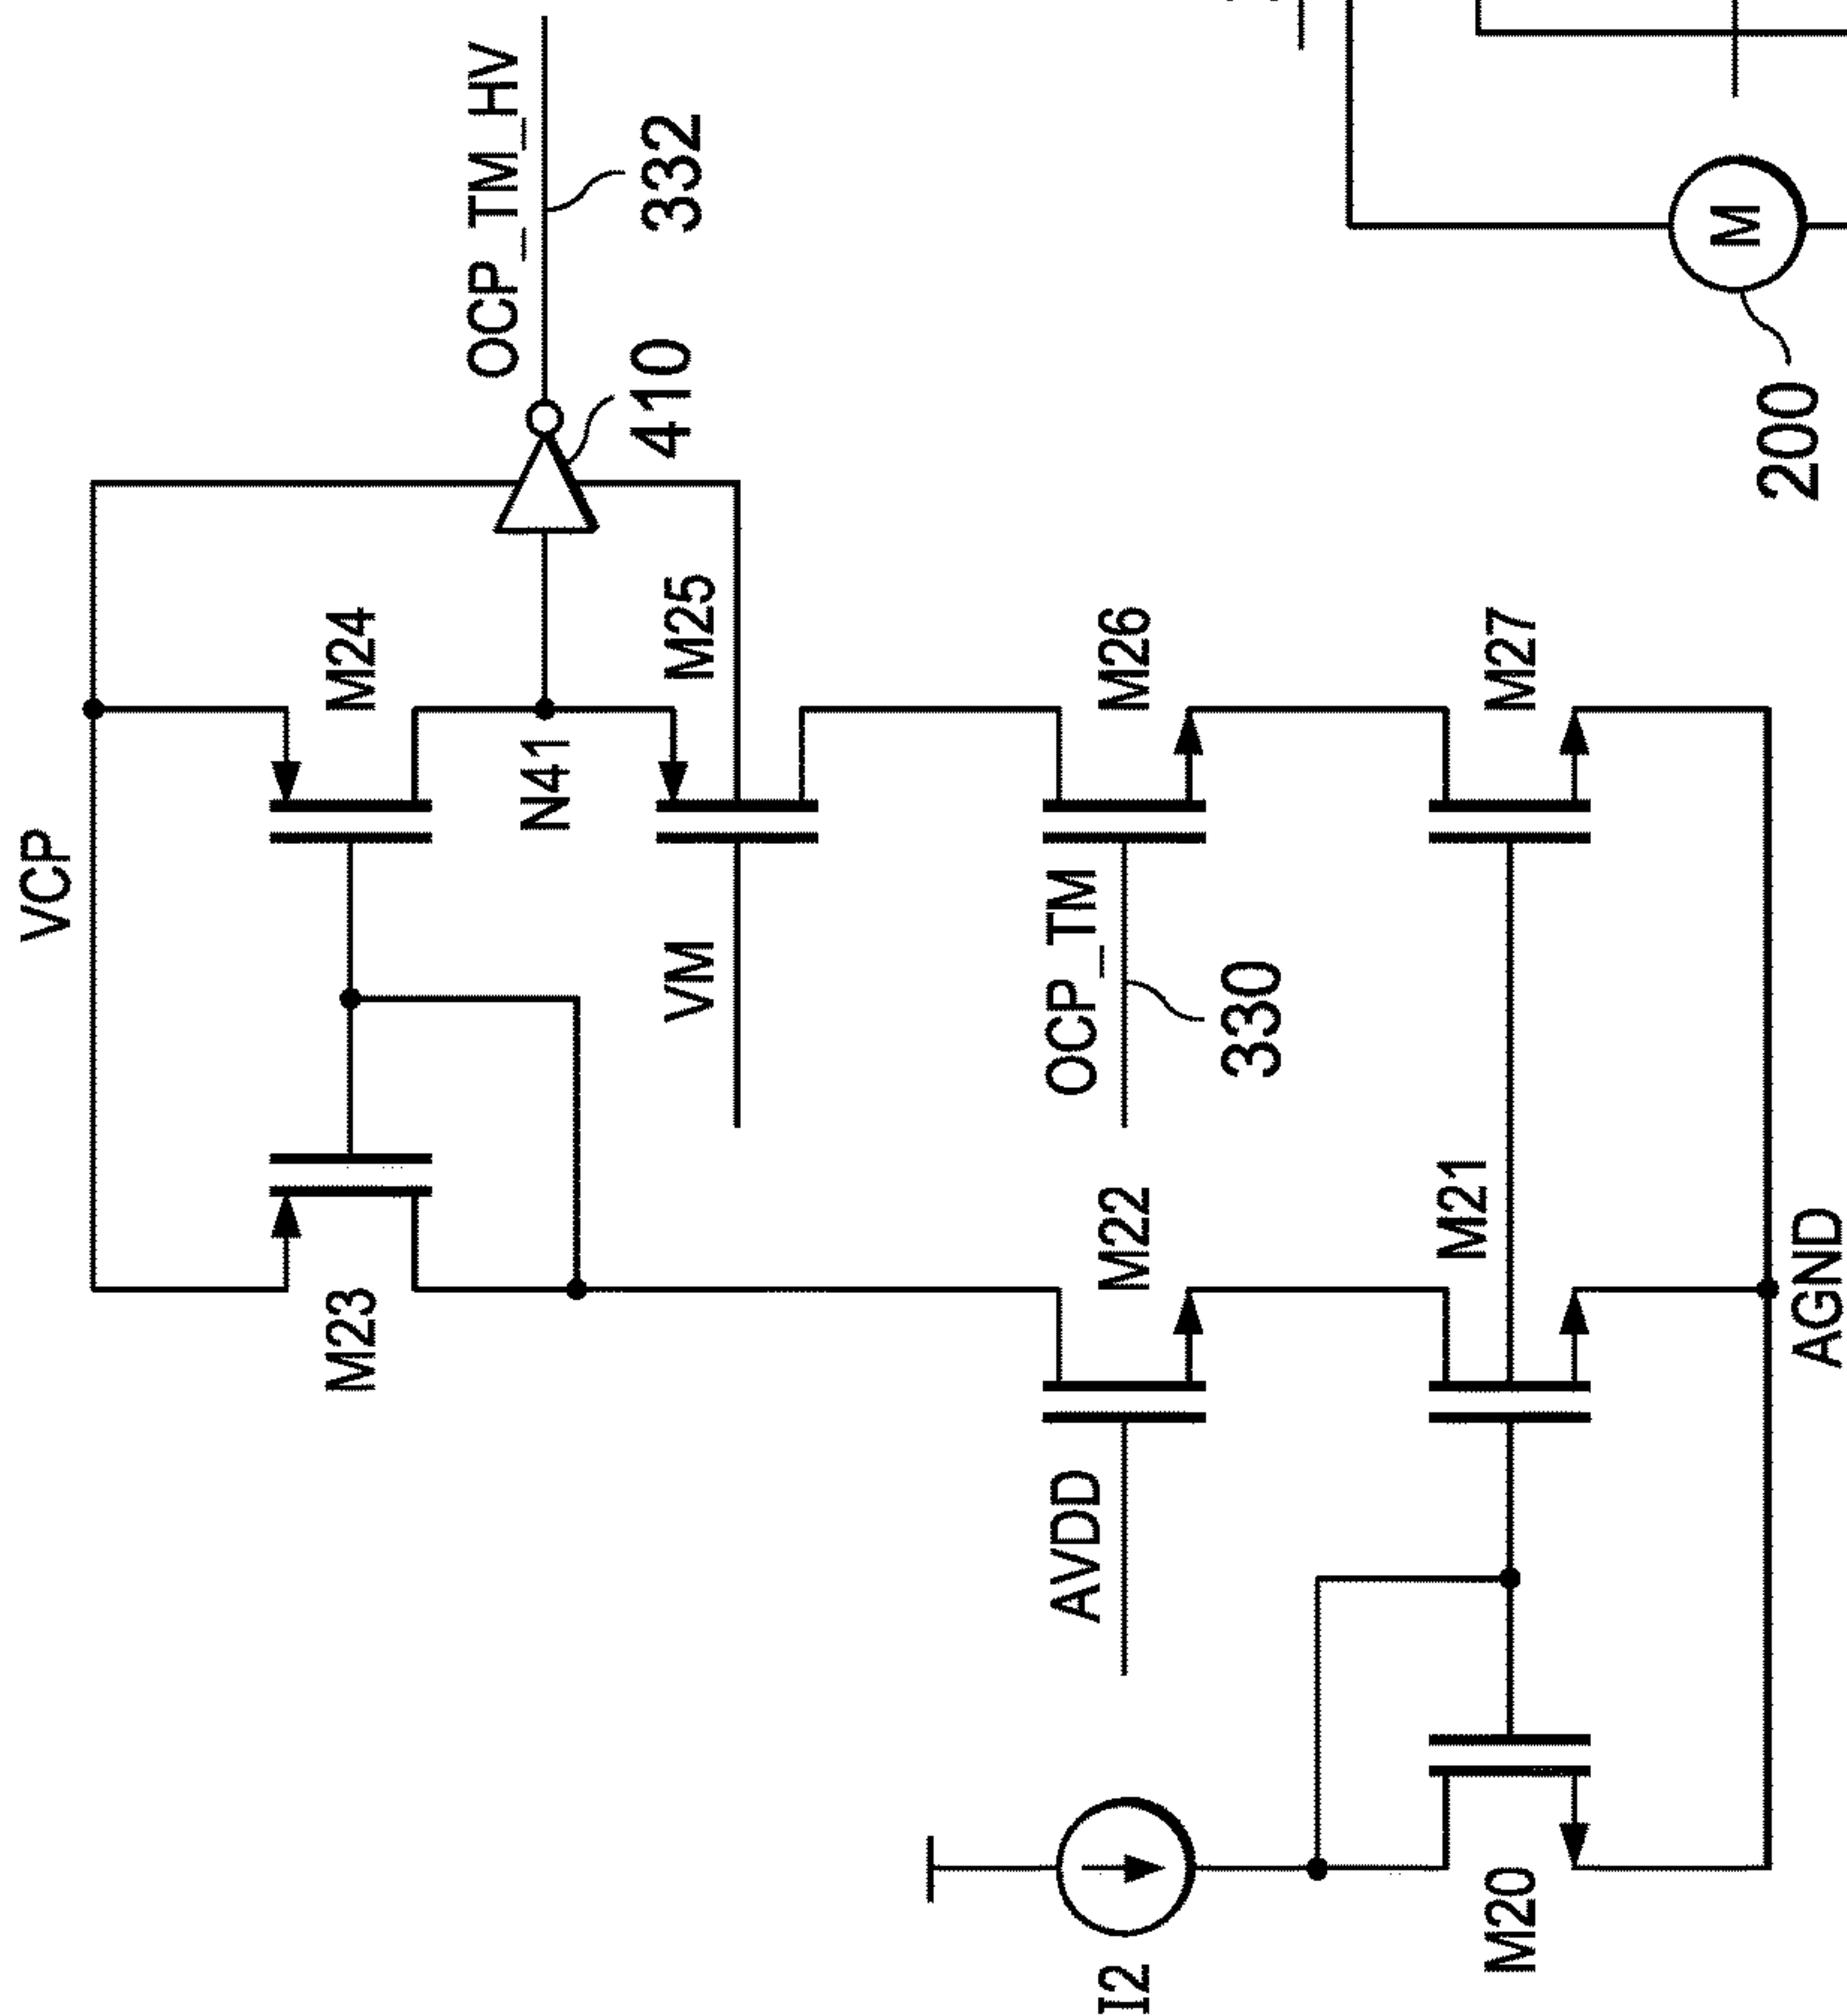 VCP
M23
M24
N41
410
OCP_TM_HV
332
VM
M25
AVDD
M22
OCP_TM
330
M26
I2
M20
M21
M27
AGND
M
200